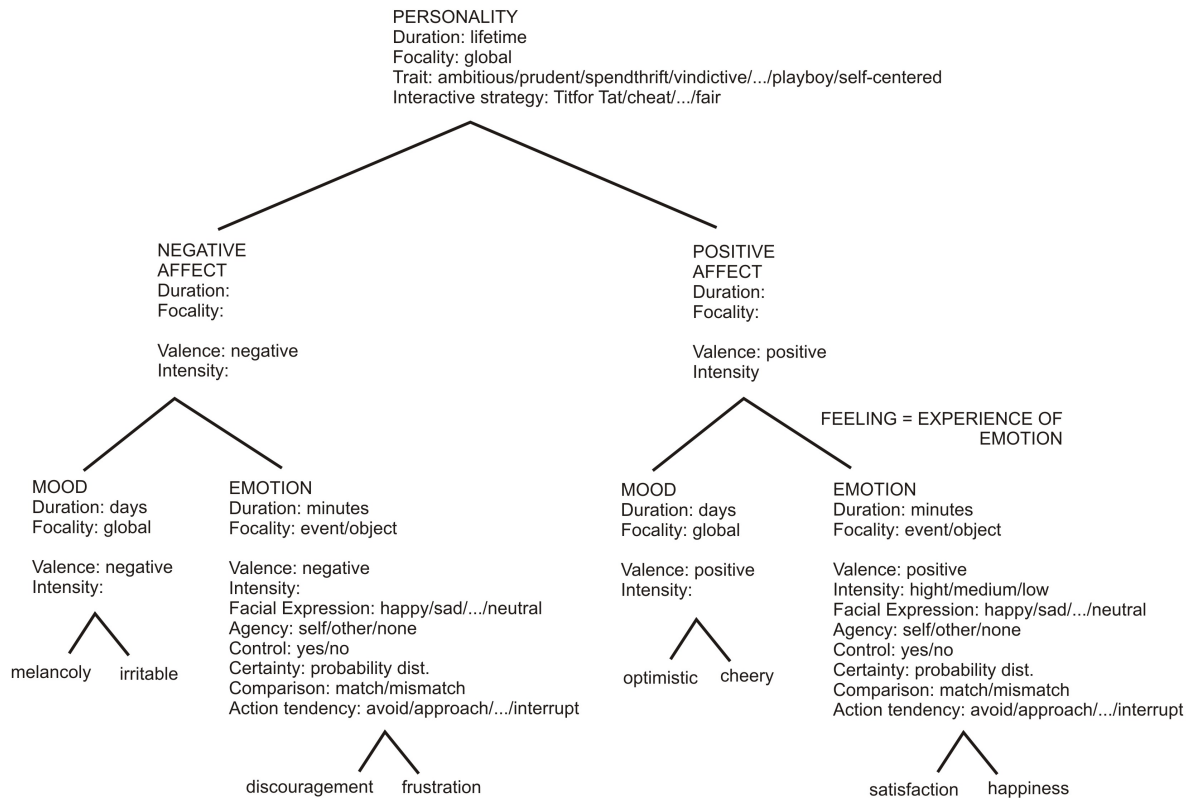 PERSONALITY
Duration: lifetime
Focality: global
Trait: ambitious/prudent/spendthrift/vindictive/.../playboy/self-centered
Interactive strategy: Titfor Tat/cheat/.../fair
NEGATIVE
AFFECT
Duration:
Focality:
Valence: negative
Intensity:
POSITIVE
AFFECT
Duration:
Focality:
Valence: positive
Intensity
FEELING = EXPERIENCE OF
EMOTION
MOOD
Duration: days
Focality: global
Valence: negative
Intensity:
melancoly
irritable
EMOTION
Duration: minutes
Focality: event/object
Valence: negative
Intensity:
Facial Expression: happy/sad/.../neutral
Agency: self/other/none
Control: yes/no
Certainty: probability dist.
Comparison: match/mismatch
Action tendency: avoid/approach/.../interrupt
discouragement
frustration
MOOD
Duration: days
Focality: global
Valence: positive
Intensity:
optimistic
cheery
EMOTION
Duration: minutes
Focality: event/object
Valence: positive
Intensity: hight/medium/low
Facial Expression: happy/sad/.../neutral
Agency: self/other/none
Control: yes/no
Certainty: probability dist.
Comparison: match/mismatch
Action tendency: avoid/approach/.../interrupt
satisfaction
happiness